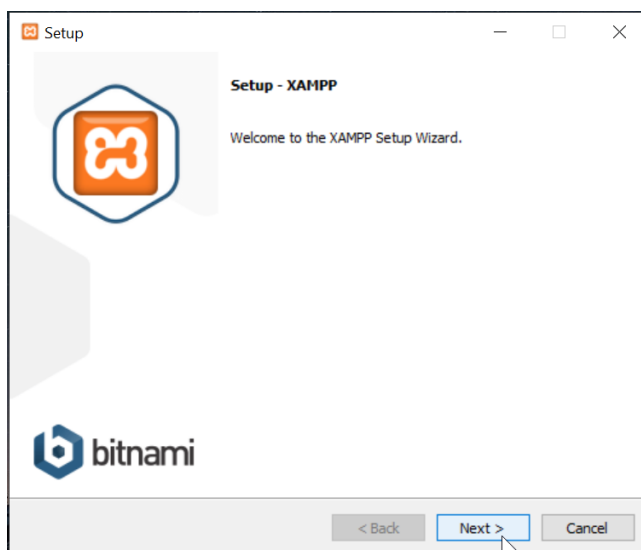 Setup
Setup - XAMPP
Welcome to the XAMPP Setup Wizard.
bitnami
< Back
Next >
Cancel